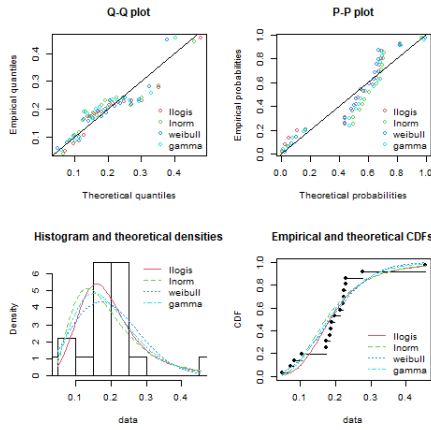 Q-Q plot
Empirical quantiles
0.1 0.2 0.3 0.4
0.1 0.2 0.3 0.4
Theoretical quantiles
llogis
lnorm
weibull
gamma
P-P plot
Empirical probabilities
0.0 0.2 0.4 0.6 0.8 1.0
0.0 0.2 0.4 0.6 0.8 1.0
Theoretical probabilities
llogis
lnorm
weibull
gamma
Histogram and theoretical densities
Density
0 1 2 3 4 5 6
0.1 0.2 0.3 0.4
data
llogis
lnorm
weibull
gamma
Empirical and theoretical CDFs
CDF
0.0 0.2 0.4 0.6 0.8 1.0
0.1 0.2 0.3 0.4
data
llogis
lnorm
weibull
gamma